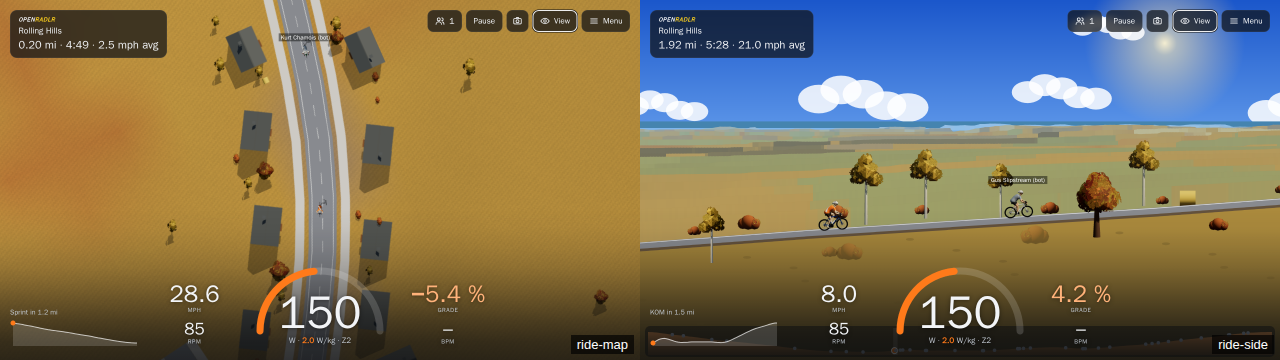 OPENRADLR
Rolling Hills
0.20 mi · 4:49 · 2.5 mph avg
1
Pause
View
Menu
Kurt Chamois (bot)
Sprint in 1.2 mi
28.6
MPH
85
RPM
150
W · 2.0 W/kg · Z2
−5.4 %
GRADE
–
BPM
ride-map
OPENRADLR
Rolling Hills
1.92 mi · 5:28 · 21.0 mph avg
1
Pause
View
Menu
Gus Slipstream (bot)
KOM in 1.5 mi
8.0
MPH
85
RPM
150
W · 2.0 W/kg · Z2
4.2 %
GRADE
–
BPM
ride-side